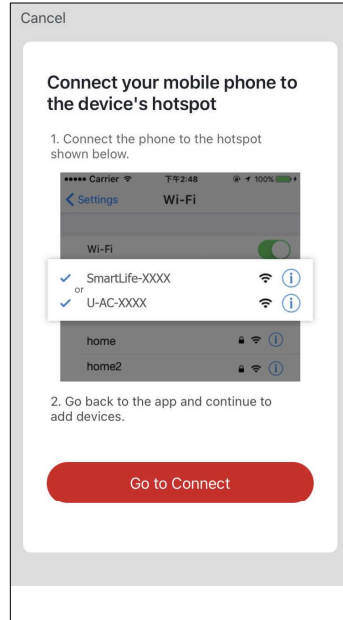 Cancel
Connect your mobile phone to
the device's hotspot
1. Connect the phone to the hotspot
shown below.
Carrier 下午2:48 100%
Settings Wi-Fi
Wi-Fi
SmartLife-XXXX
or
U-AC-XXXX
home
home2
2. Go back to the app and continue to
add devices.
Go to Connect